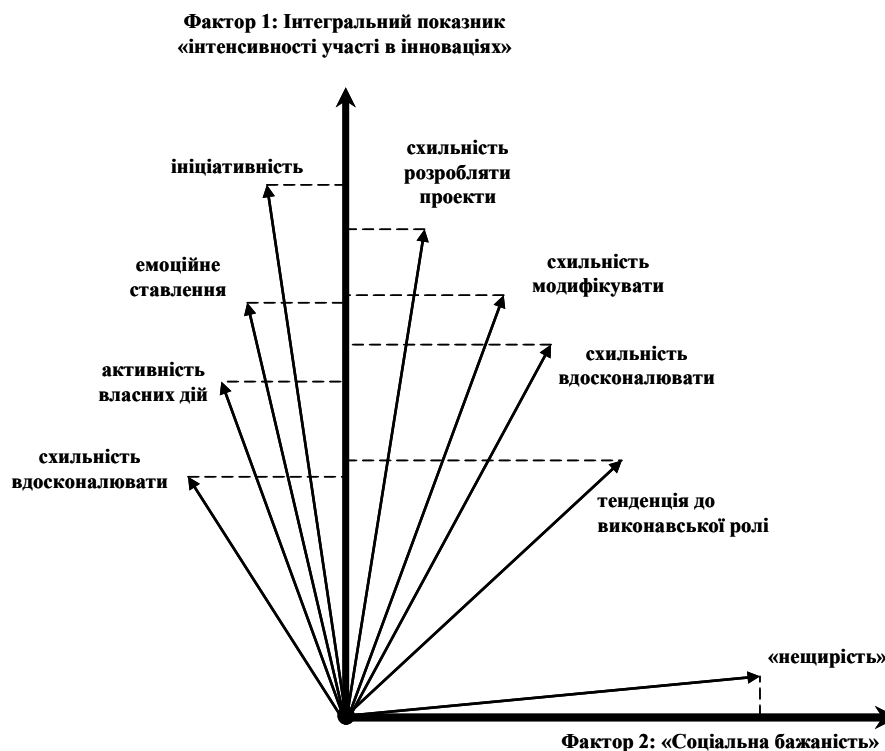 Фактор 1: Інтегральний показник
«інтенсивності участі в інноваціях»
ініціативність
схильність
розробляти
проекти
емоційне
ставлення
схильність
модифікувати
активність
власних дій
схильність
вдосконалювати
схильність
вдосконалювати
тенденція до
виконавської ролі
«нещирість»
Фактор 2: «Соціальна бажаність»